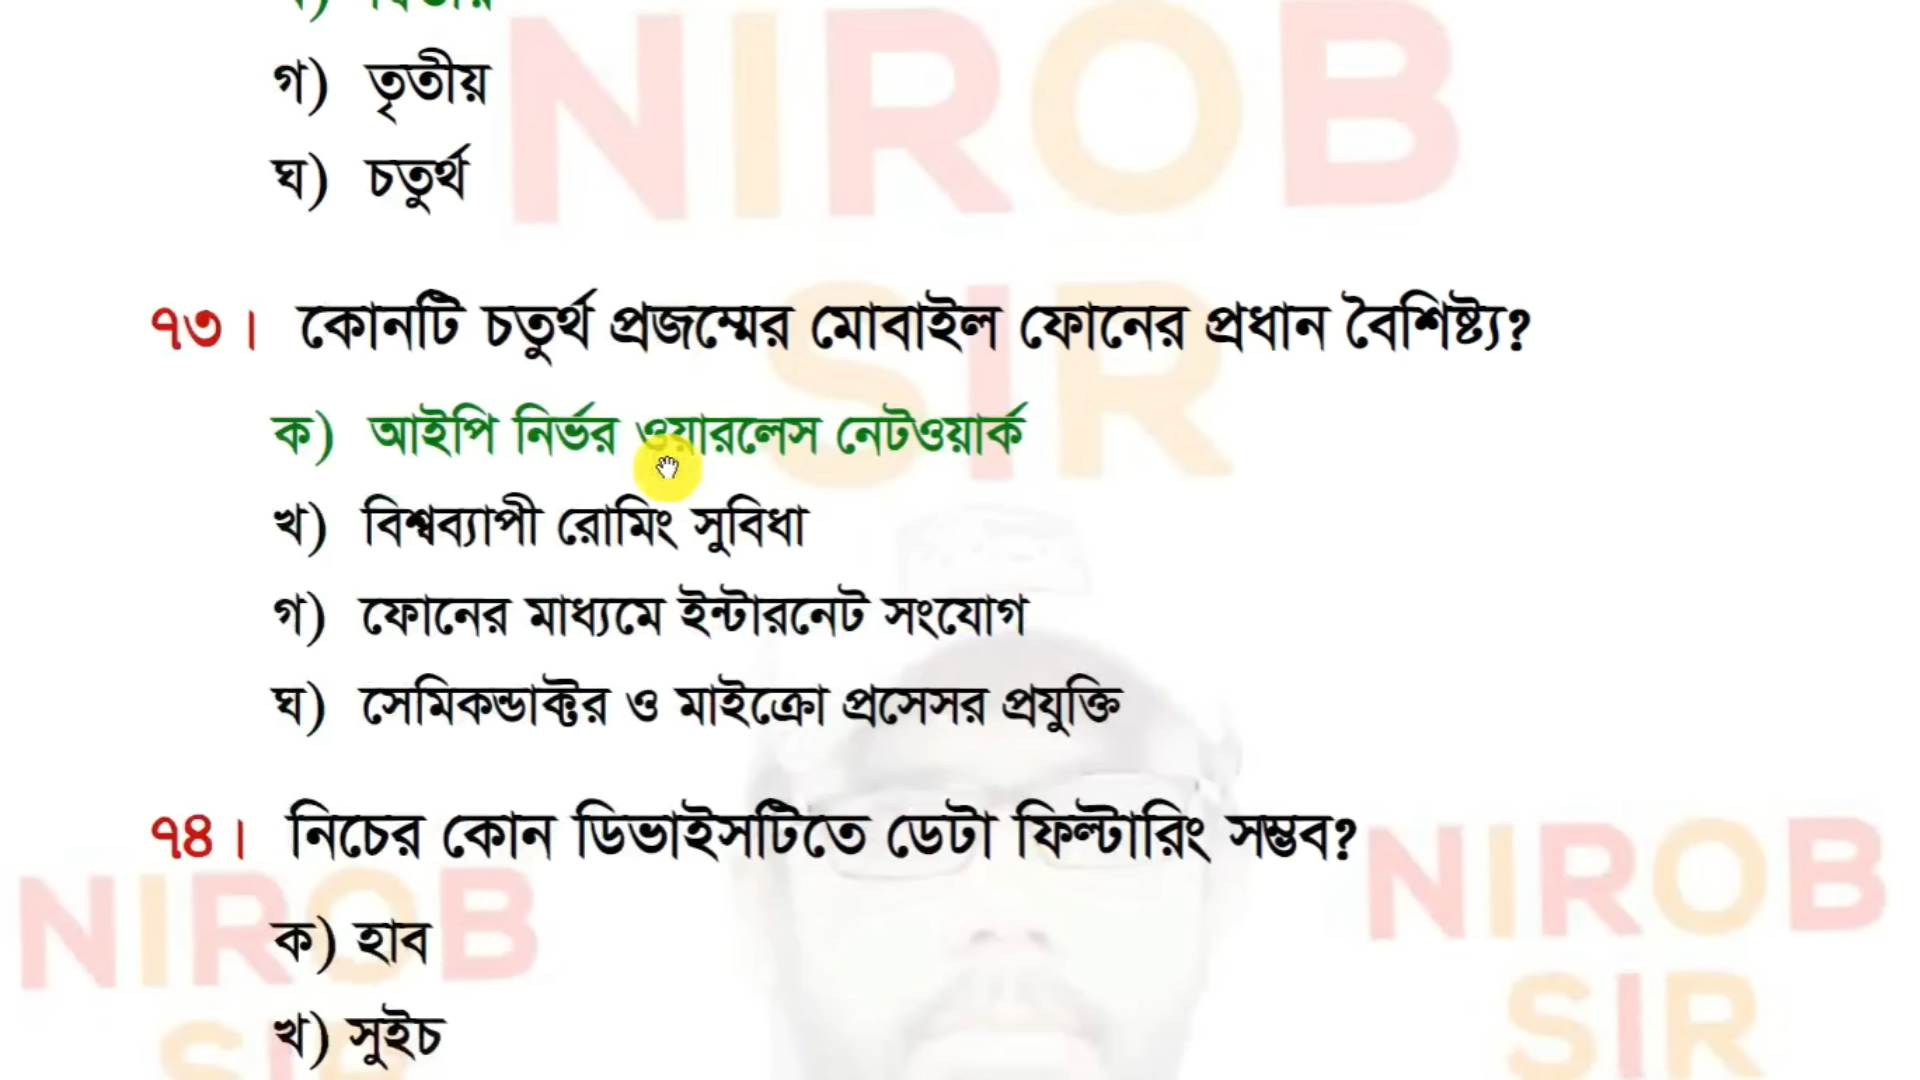 NIROB
SIR
গ) তৃতীয়
ঘ) চতুর্থ
৭৩। কোনটি চতুর্থ প্রজন্মের মোবাইল ফোনের প্রধান বৈশিষ্ট্য?
ক) আইপি নির্ভর ওয়ারলেস নেটওয়ার্ক
খ) বিশ্বব্যাপী রোমিং সুবিধা
গ) ফোনের মাধ্যমে ইন্টারনেট সংযোগ
ঘ) সেমিকন্ডাক্টর ও মাইক্রো প্রসেসর প্রযুক্তি
৭৪। নিচের কোন ডিভাইসটিতে ডেটা ফিল্টারিং সম্ভব?
NIROB
SIR
NIROB
SIR
ক) হাব
খ) সুইচ